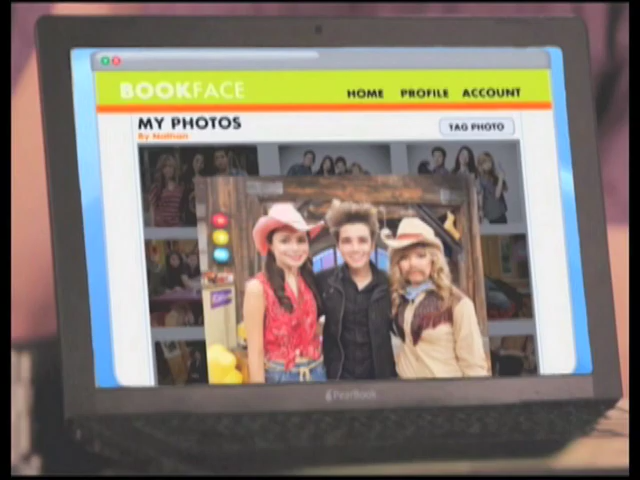 BOOKFACE
HOME PROFILE ACCOUNT
MY PHOTOS
By Nathan
TAG PHOTO
PearBook